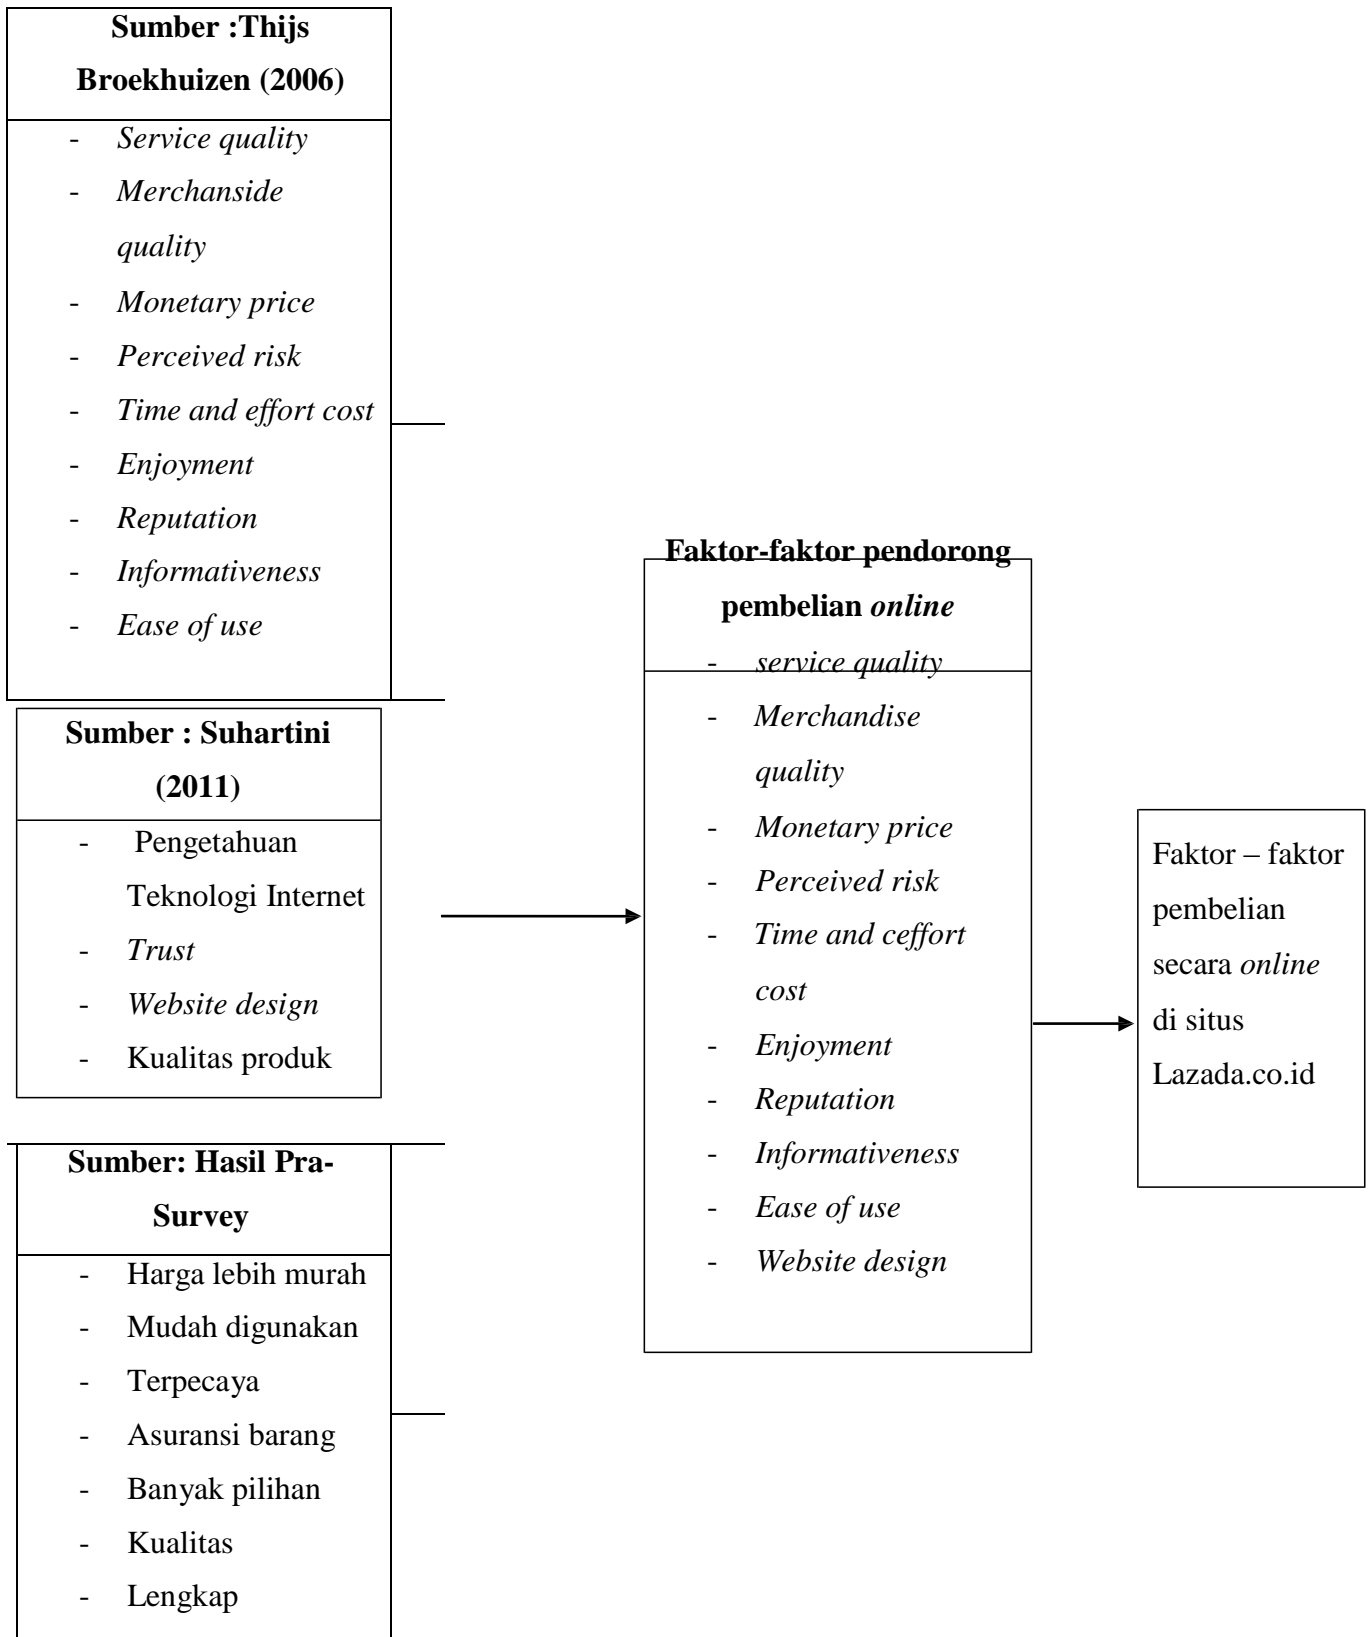 Sumber :Thijs
Broekhuizen (2006)
- Service quality
- Merchanside
quality
- Monetary price
- Perceived risk
- Time and effort cost
- Enjoyment
- Reputation
- Informativeness
- Ease of use
Sumber : Suhartini
(2011)
- Pengetahuan
Teknologi Internet
- Trust
- Website design
- Kualitas produk
Sumber: Hasil Pra-
Survey
- Harga lebih murah
- Mudah digunakan
- Terpecaya
- Asuransi barang
- Banyak pilihan
- Kualitas
- Lengkap
Faktor-faktor pendorong
pembelian online
- service quality
- Merchandise
quality
- Monetary price
- Perceived risk
- Time and ceffort
cost
- Enjoyment
- Reputation
- Informativeness
- Ease of use
- Website design
Faktor – faktor
pembelian
secara online
di situs
Lazada.co.id